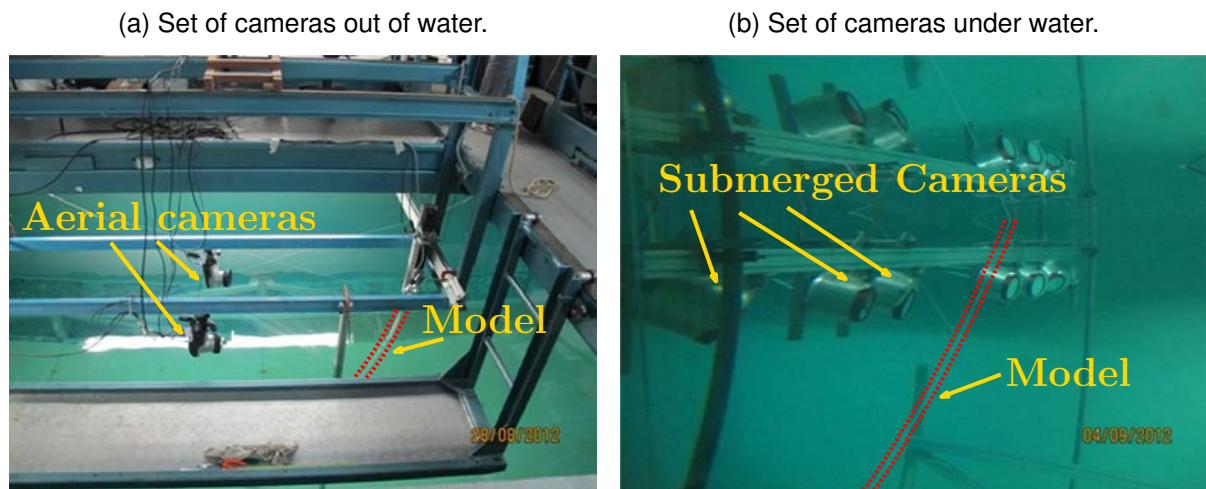 (a) Set of cameras out of water.
(b) Set of cameras under water.
Aerial cameras
Model
28/08/2012
Submerged Cameras
Model
04/09/2012